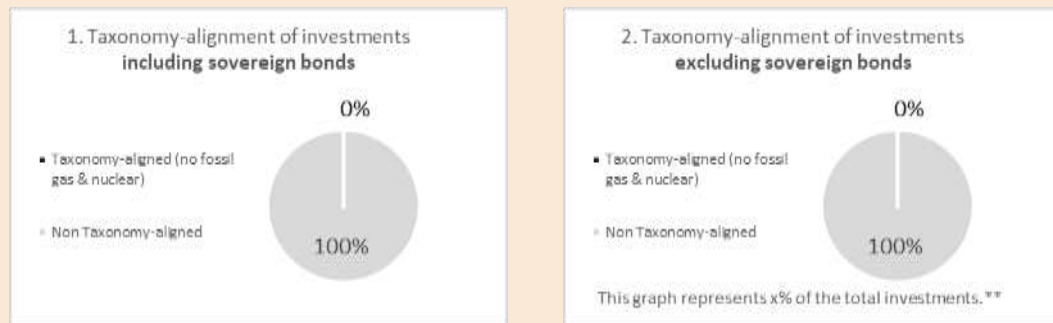 1. Taxonomy-alignment of investments
including sovereign bonds
0%
Taxonomy-aligned (no fossil
gas & nuclear)
Non Taxonomy-aligned
100%
2. Taxonomy-alignment of investments
excluding sovereign bonds
0%
Taxonomy-aligned (no fossil
gas & nuclear)
Non Taxonomy-aligned
100%
This graph represents x% of the total investments.**